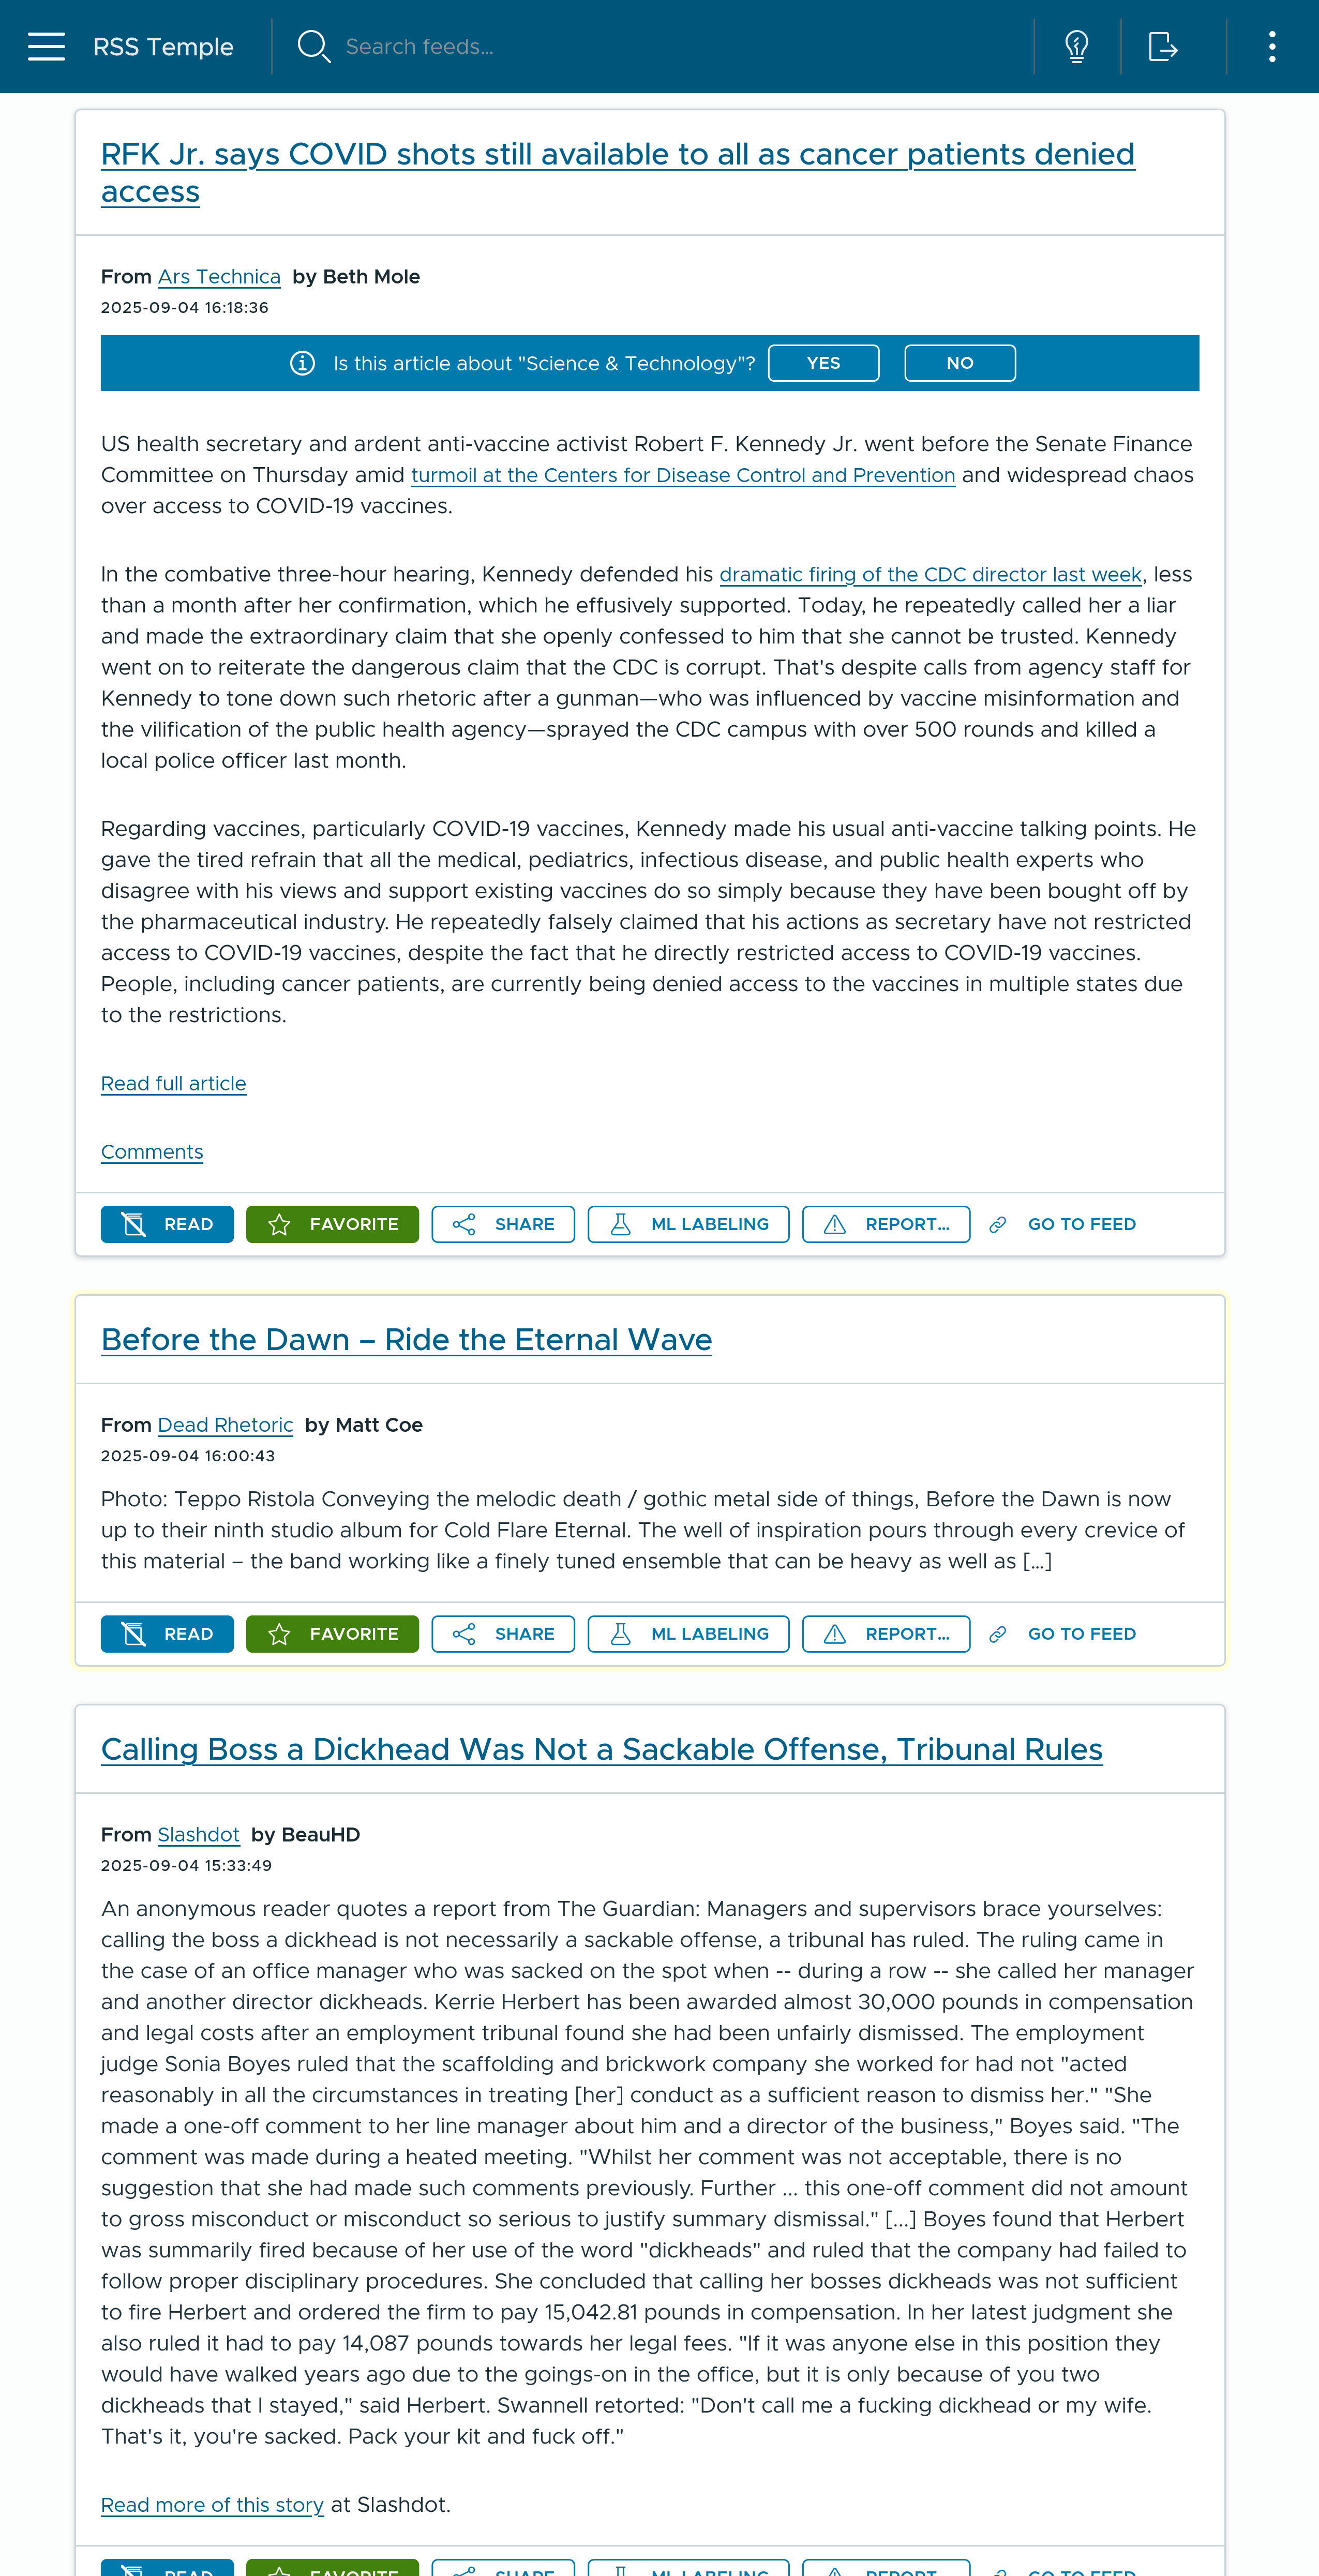 RSS Temple
Search feeds...
RFK Jr. says COVID shots still available to all as cancer patients denied
access
From Ars Technica by Beth Mole
2025-09-04 16:18:36
Is this article about "Science & Technology"? YES NO
US health secretary and ardent anti-vaccine activist Robert F. Kennedy Jr. went before the Senate Finance
Committee on Thursday amid turmoil at the Centers for Disease Control and Prevention and widespread chaos
over access to COVID-19 vaccines.
In the combative three-hour hearing, Kennedy defended his dramatic firing of the CDC director last week, less
than a month after her confirmation, which he effusively supported. Today, he repeatedly called her a liar
and made the extraordinary claim that she openly confessed to him that she cannot be trusted. Kennedy
went on to reiterate the dangerous claim that the CDC is corrupt. That's despite calls from agency staff for
Kennedy to tone down such rhetoric after a gunman—who was influenced by vaccine misinformation and
the vilification of the public health agency—sprayed the CDC campus with over 500 rounds and killed a
local police officer last month.
Regarding vaccines, particularly COVID-19 vaccines, Kennedy made his usual anti-vaccine talking points. He
gave the tired refrain that all the medical, pediatrics, infectious disease, and public health experts who
disagree with his views and support existing vaccines do so simply because they have been bought off by
the pharmaceutical industry. He repeatedly falsely claimed that his actions as secretary have not restricted
access to COVID-19 vaccines, despite the fact that he directly restricted access to COVID-19 vaccines.
People, including cancer patients, are currently being denied access to the vaccines in multiple states due
to the restrictions.
Read full article
Comments
READ FAVORITE SHARE ML LABELING REPORT... GO TO FEED
Before the Dawn – Ride the Eternal Wave
From Dead Rhetoric by Matt Coe
2025-09-04 16:00:43
Photo: Teppo Ristola Conveying the melodic death / gothic metal side of things, Before the Dawn is now
up to their ninth studio album for Cold Flare Eternal. The well of inspiration pours through every crevice of
this material – the band working like a finely tuned ensemble that can be heavy as well as [...]
READ FAVORITE SHARE ML LABELING REPORT... GO TO FEED
Calling Boss a Dickhead Was Not a Sackable Offense, Tribunal Rules
From Slashdot by BeauHD
2025-09-04 15:33:49
An anonymous reader quotes a report from The Guardian: Managers and supervisors brace yourselves:
calling the boss a dickhead is not necessarily a sackable offense, a tribunal has ruled. The ruling came in
the case of an office manager who was sacked on the spot when -- during a row -- she called her manager
and another director dickheads. Kerrie Herbert has been awarded almost 30,000 pounds in compensation
and legal costs after an employment tribunal found she had been unfairly dismissed. The employment
judge Sonia Boyes ruled that the scaffolding and brickwork company she worked for had not "acted
reasonably in all the circumstances in treating [her] conduct as a sufficient reason to dismiss her." "She
made a one-off comment to her line manager about him and a director of the business," Boyes said. "The
comment was made during a heated meeting. "Whilst her comment was not acceptable, there is no
suggestion that she had made such comments previously. Further ... this one-off comment did not amount
to gross misconduct or misconduct so serious to justify summary dismissal." [...] Boyes found that Herbert
was summarily fired because of her use of the word "dickheads" and ruled that the company had failed to
follow proper disciplinary procedures. She concluded that calling her bosses dickheads was not sufficient
to fire Herbert and ordered the firm to pay 15,042.81 pounds in compensation. In her latest judgment she
also ruled it had to pay 14,087 pounds towards her legal fees. "If it was anyone else in this position they
would have walked years ago due to the goings-on in the office, but it is only because of you two
dickheads that I stayed," said Herbert. Swannell retorted: "Don't call me a fucking dickhead or my wife.
That's it, you're sacked. Pack your kit and fuck off."
Read more of this story at Slashdot.
READ FAVORITE SHARE ML LABELING REPORT... GO TO FEED